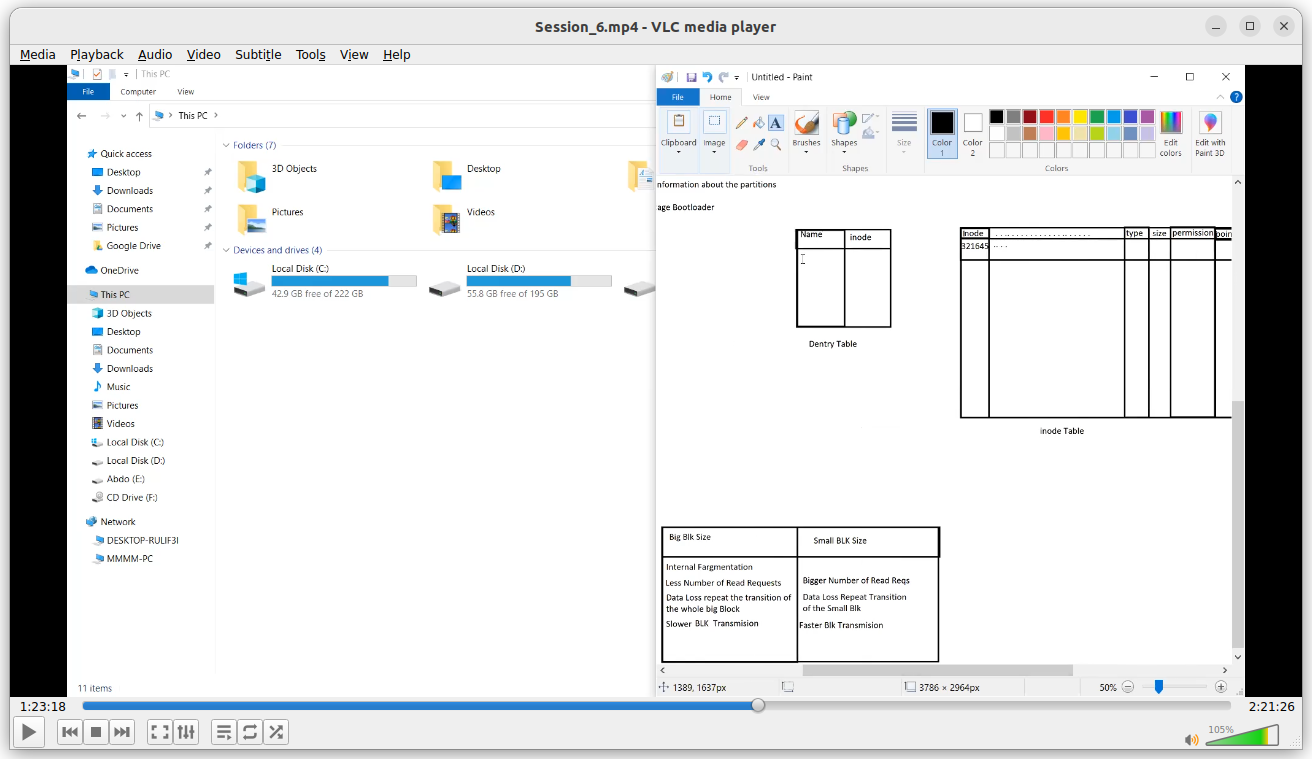 Session_6.mp4 - VLC media player
Media Playback Audio Video Subtitle Tools View Help
This PC
File Computer View
This PC
Quick access
Desktop
Downloads
Documents
Pictures
Google Drive
OneDrive
This PC
3D Objects
Desktop
Documents
Downloads
Music
Pictures
Videos
Local Disk (C:)
Local Disk (D:)
Abdo (E:)
CD Drive (F:)
Network
DESKTOP-RULIF3I
MMMM-PC
Folders (7)
3D Objects
Desktop
Pictures
Videos
Devices and drives (4)
Local Disk (C:)
42.9 GB free of 222 GB
Local Disk (D:)
55.8 GB free of 195 GB
11 items
Untitled - Paint
File Home View
Clipboard
Image
Tools
Brushes
Shapes
Shapes
Size
Color 1
Color 2
Edit colors
Edit with Paint 3D
Colors
nformation about the partitions
age Bootloader
Name inode
Dentry Table
Inode . . . . . . . . . . . . . . . . . . . . . type size permission poin
321645 . . . .
inode Table
Big Blk Size
Small BLK Size
Internal Fargmentation
Less Number of Read Requests
Data Loss repeat the transition of
the whole big Block
Slower BLK Transmision
Bigger Number of Read Reqs
Data Loss Repeat Transition
of the Small Blk
Faster Blk Transmision
1389, 1637px
3786 × 2964px
50%
1:23:18
2:21:26
105%